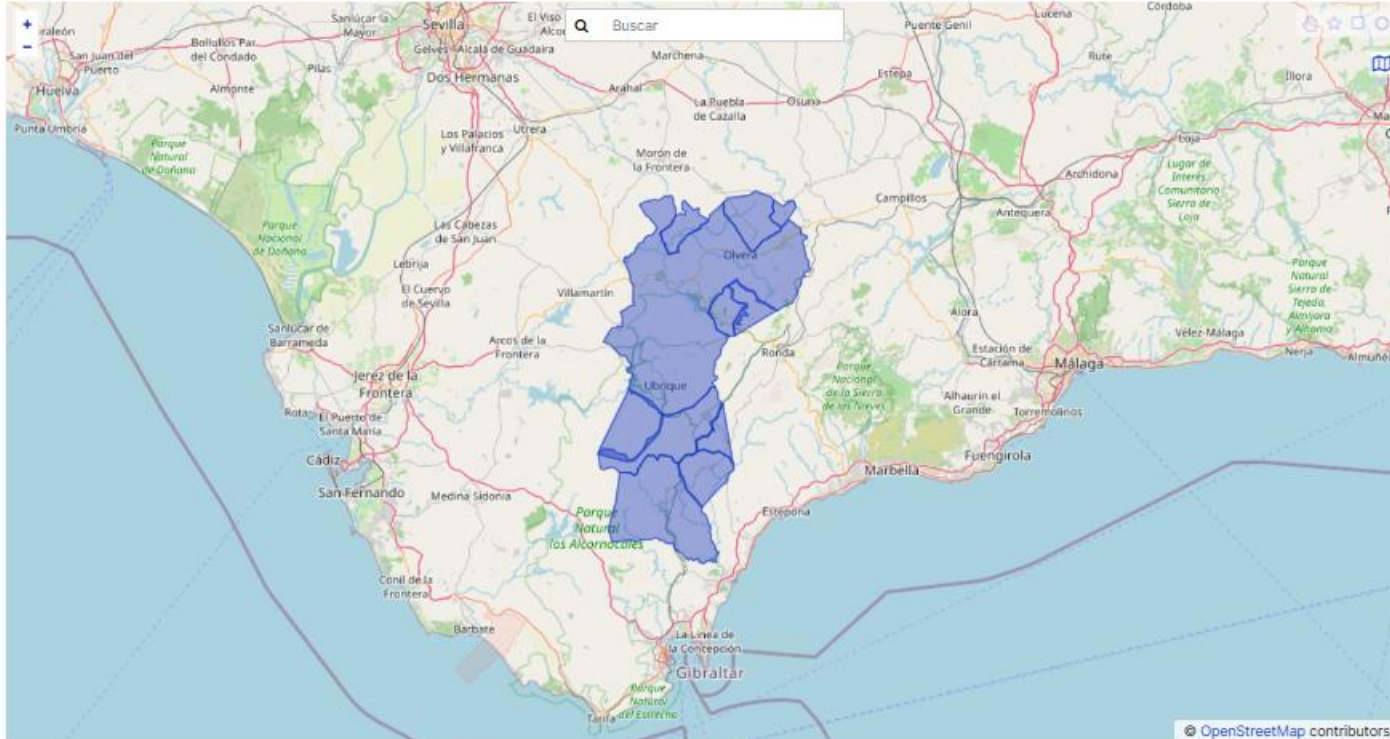 Buscar
Sanlúcar la
Mayor
Sevilla
El Viso
Alco
Puente Genil
Lucena
Córdoba
Bollullos Par
del Condado
San Juan del
Puerto
Pilas
Gelves
Alcalá de Guadaíra
Marchena
Rute
Huelva
Almonte
Dos Hermanas
Arahal
Estepa
Íllora
La Puebla
de Cazalla
Osuna
Punta Umbría
Los Palacios
y Villafranca
Utrera
Loja
Parque
Natural
de Doñana
Morón de
la Frontera
Archidona
Lugar de
Interés
Comunitario
Sierra de
Loja
Campillos
Antequera
Parque
Nacional
de Doñana
Las Cabezas
de San Juan
Lebrija
Olvera
Parque
Natural
Sierra de
Tejeda,
Almijara
y Alhama
El Cuervo
de Sevilla
Villamartín
Álora
Sanlúcar de
Barrameda
Arcos de la
Frontera
Ronda
Estación de
Cártama
Vélez-Málaga
Nerja
Almuñé
Málaga
Jerez de la
Frontera
Ubrique
Parque
Nacional
de la Sierra
de las Nieves
Alhaurín el
Grande
Torremolinos
Rota
El Puerto de
Santa María
Cádiz
Fuengirola
Marbella
San Fernando
Medina Sidonia
Estepona
Parque
Natural
los Alcornocales
Conil de la
Frontera
Barbate
La Línea de
la Concepción
Gibraltar
Parque
Natural
del Estrecho
Tarifa
© OpenStreetMap contributors